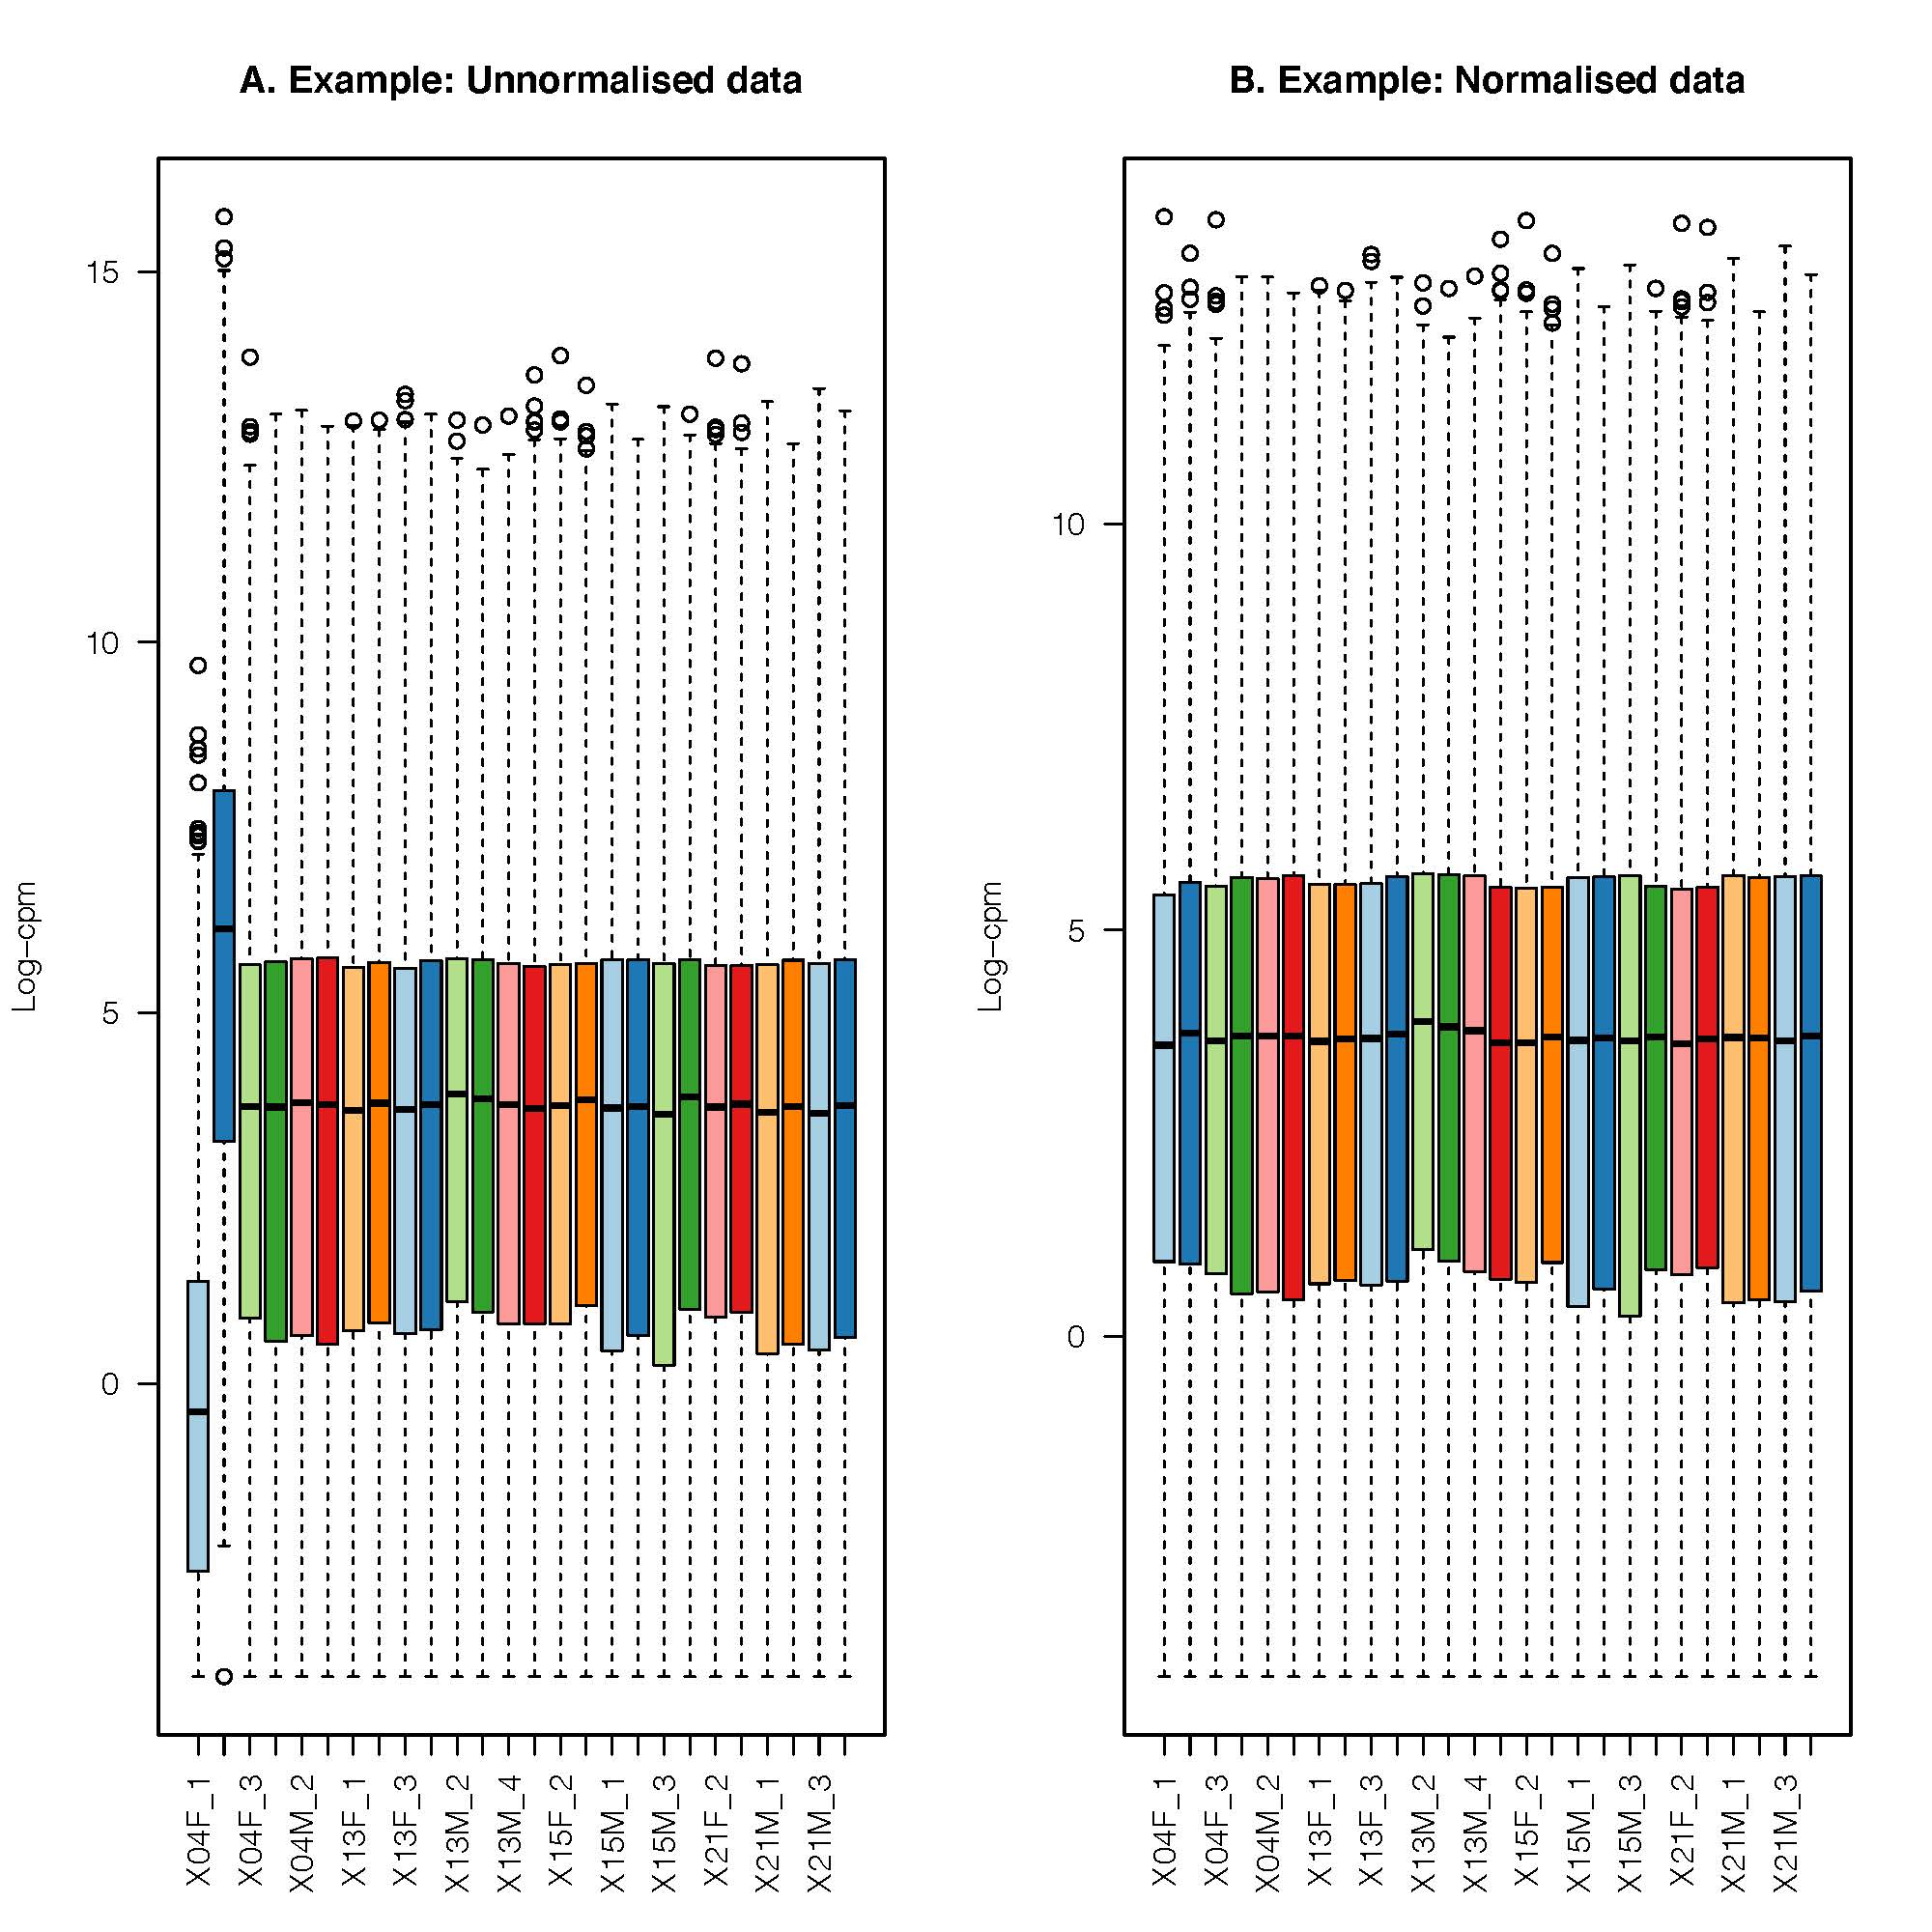 A. Example: Unnormalised data
Log-cpm
15
10
5
0
X04F_1
X04F_3
X04M_2
X13F_1
X13F_3
X13M_2
X13M_4
X15F_2
X15M_1
X15M_3
X21F_2
X21M_1
X21M_3
B. Example: Normalised data
Log-cpm
10
5
0
X04F_1
X04F_3
X04M_2
X13F_1
X13F_3
X13M_2
X13M_4
X15F_2
X15M_1
X15M_3
X21F_2
X21M_1
X21M_3